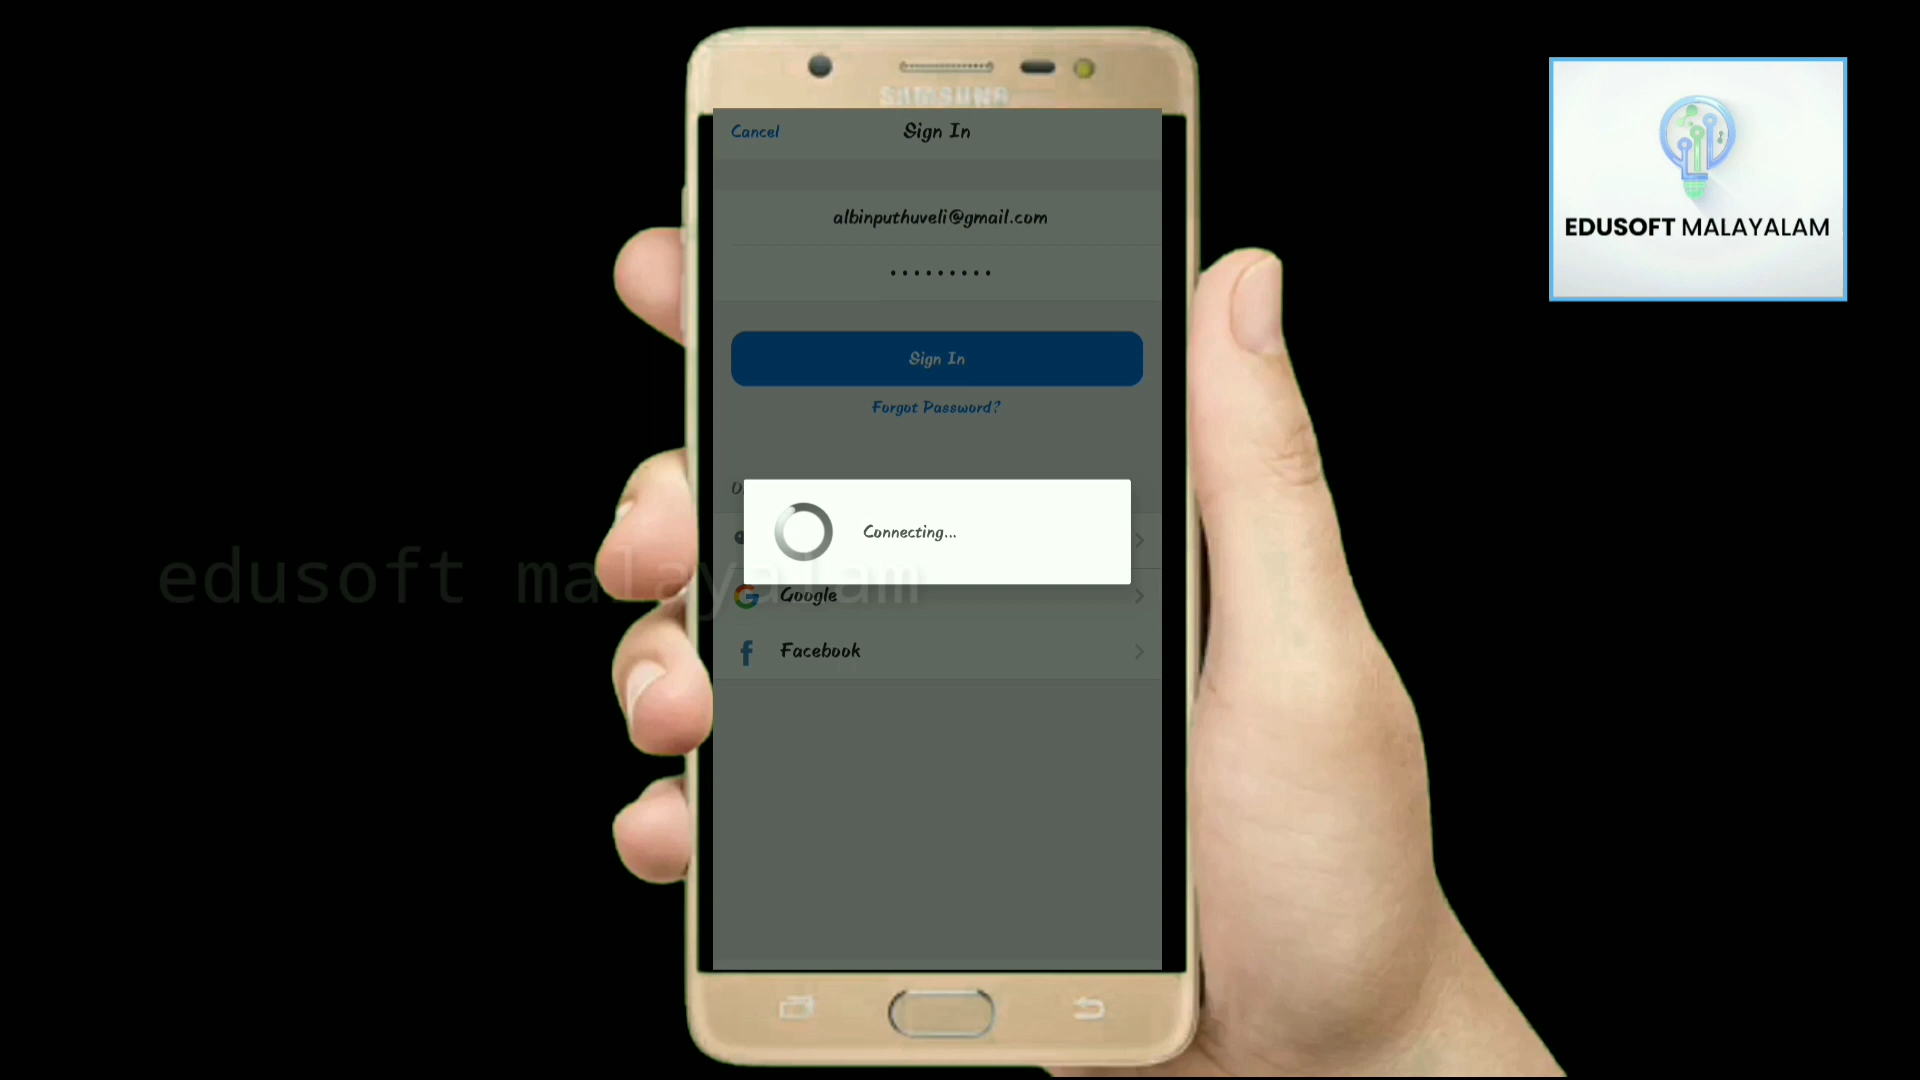 SAMSUNG
Cancel
Sign In
albinputhuveli@gmail.com
Sign In
Forgot Password?
Connecting...
Google
Facebook
EDUSOFT MALAYALAM
edusoft malayalam